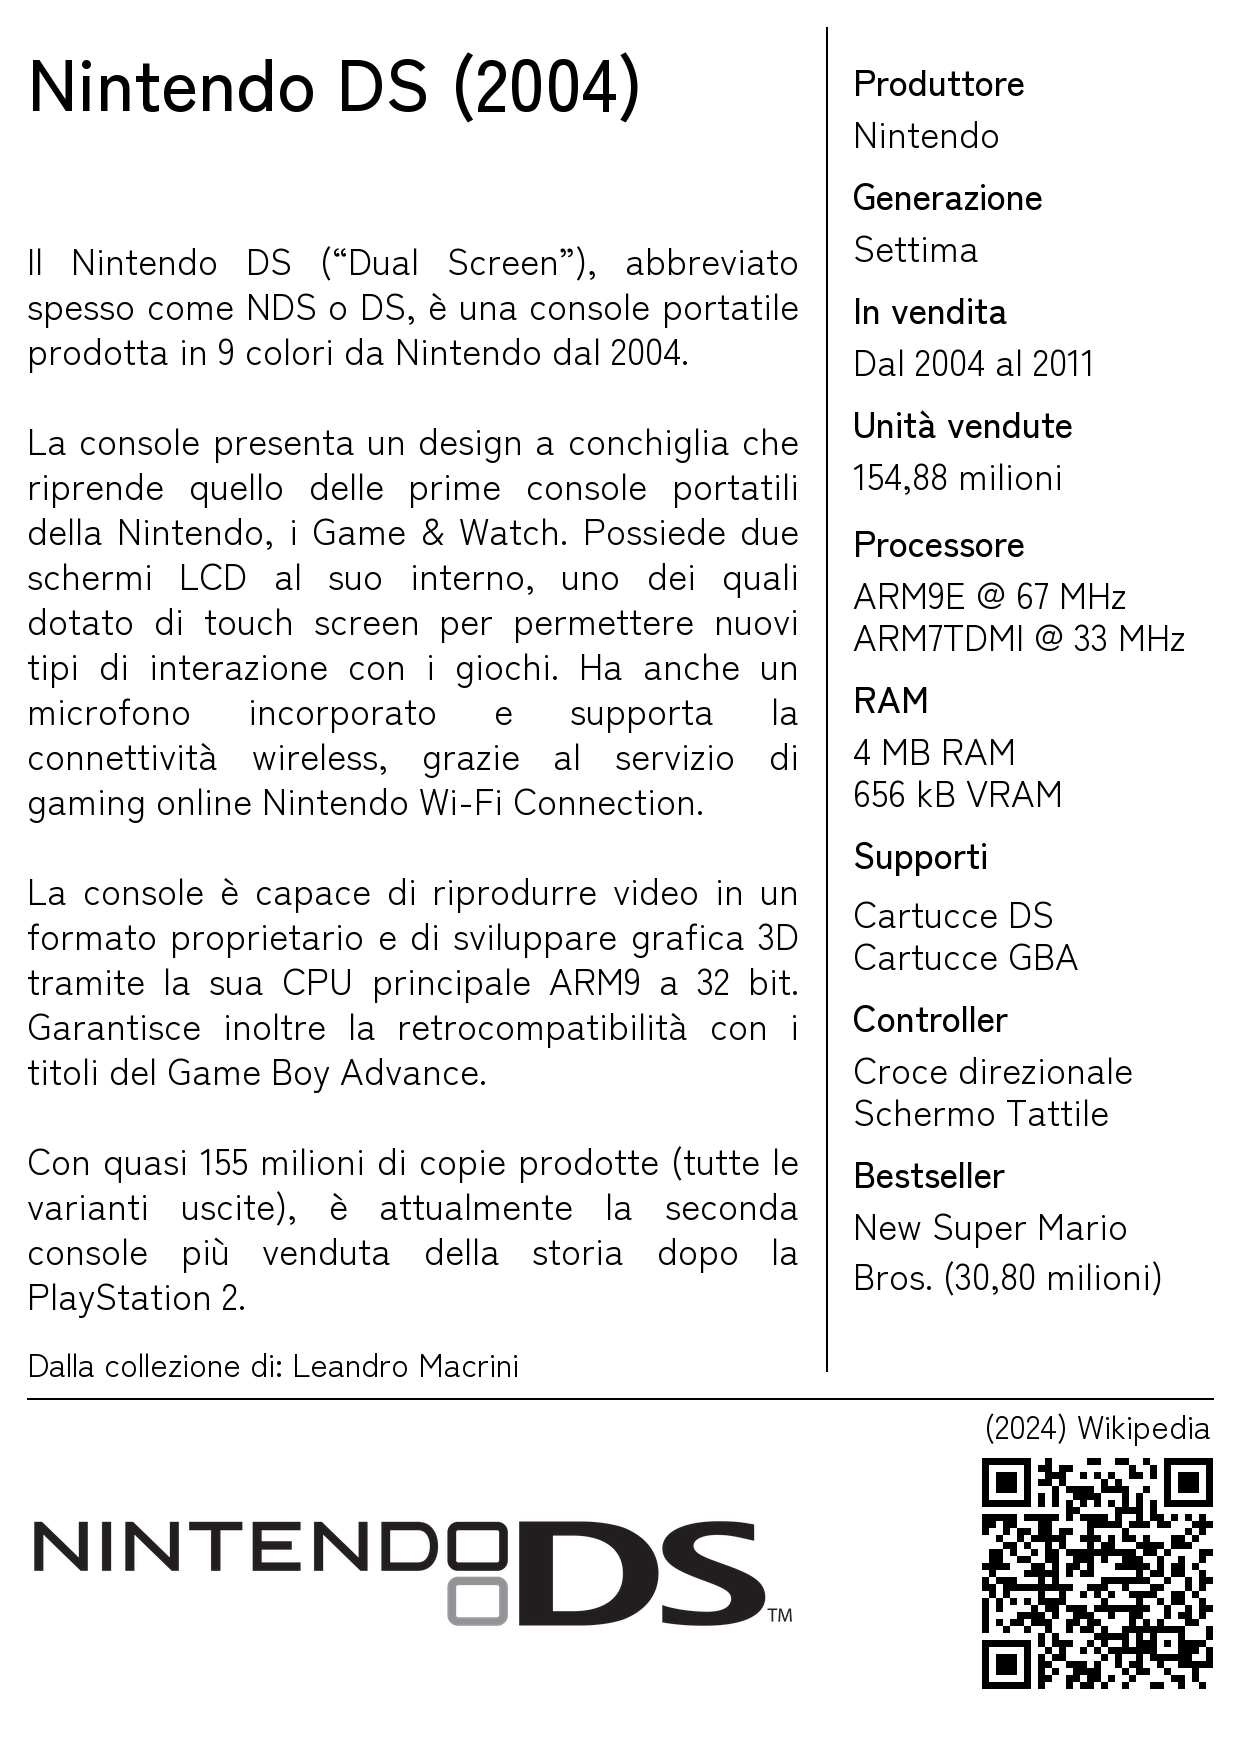 Nintendo DS (2004)
Il Nintendo DS (“Dual Screen”), abbreviato
spesso come NDS o DS, è una console portatile
prodotta in 9 colori da Nintendo dal 2004.
La console presenta un design a conchiglia che
riprende quello delle prime console portatili
della Nintendo, i Game & Watch. Possiede due
schermi LCD al suo interno, uno dei quali
dotato di touch screen per permettere nuovi
tipi di interazione con i giochi. Ha anche un
microfono incorporato e supporta la
connettività wireless, grazie al servizio di
gaming online Nintendo Wi-Fi Connection.
La console è capace di riprodurre video in un
formato proprietario e di sviluppare grafica 3D
tramite la sua CPU principale ARM9 a 32 bit.
Garantisce inoltre la retrocompatibilità con i
titoli del Game Boy Advance.
Con quasi 155 milioni di copie prodotte (tutte le
varianti uscite), è attualmente la seconda
console più venduta della storia dopo la
PlayStation 2.
Dalla collezione di: Leandro Macrini
Produttore
Nintendo
Generazione
Settima
In vendita
Dal 2004 al 2011
Unità vendute
154,88 milioni
Processore
ARM9E @ 67 MHz
ARM7TDMI @ 33 MHz
RAM
4 MB RAM
656 kB VRAM
Supporti
Cartucce DS
Cartucce GBA
Controller
Croce direzionale
Schermo Tattile
Bestseller
New Super Mario
Bros. (30,80 milioni)
(2024) Wikipedia
NINTENDO DS™